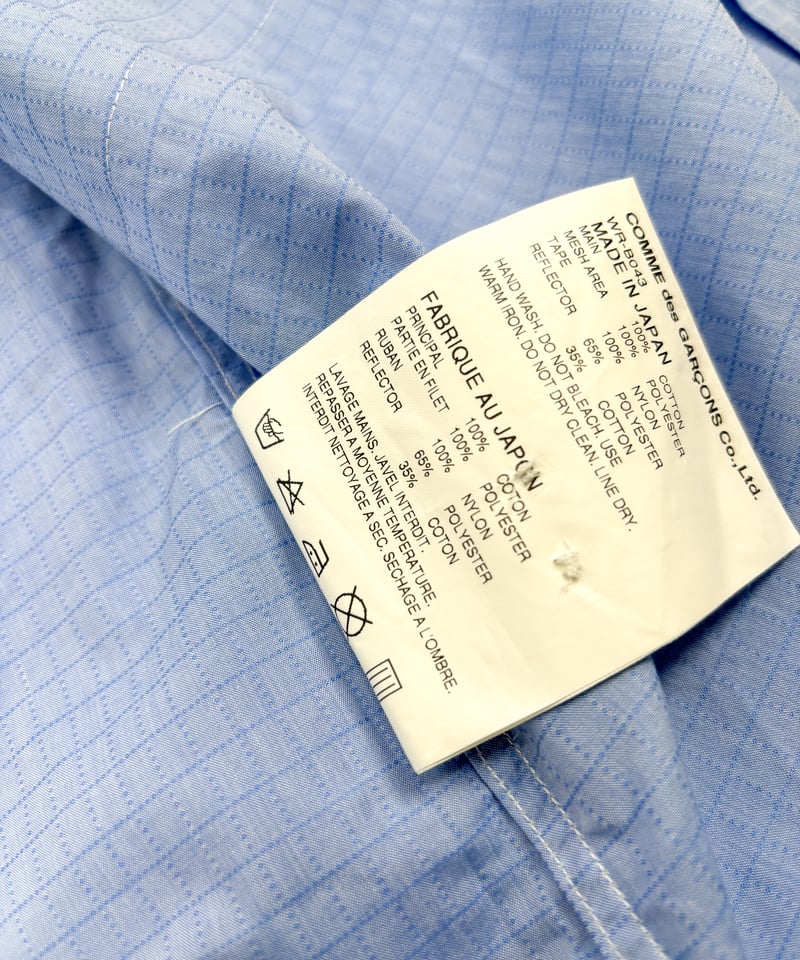 COMME des GARÇONS Co.,Ltd.
WR-B043
MADE IN JAPAN
MAIN 100% COTTON
MESH AREA 100% POLYESTER
TAPE 100% NYLON
REFLECTOR 65% POLYESTER
35% COTTON
HAND WASH. DO NOT BLEACH. USE
WARM IRON. DO NOT DRY CLEAN. LINE DRY.
FABRIQUE AU JAPON
PRINCIPAL 100% COTON
PARTIE EN FILET 100% POLYESTER
RUBAN 100% NYLON
REFLECTOR 65% POLYESTER
35% COTON
LAVAGE MAINS. JAVEL INTERDIT.
REPASSER A MOYENNE TEMPERATURE.
INTERDIT NETTOYAGE A SEC. SECHAGE A L'OMBRE.